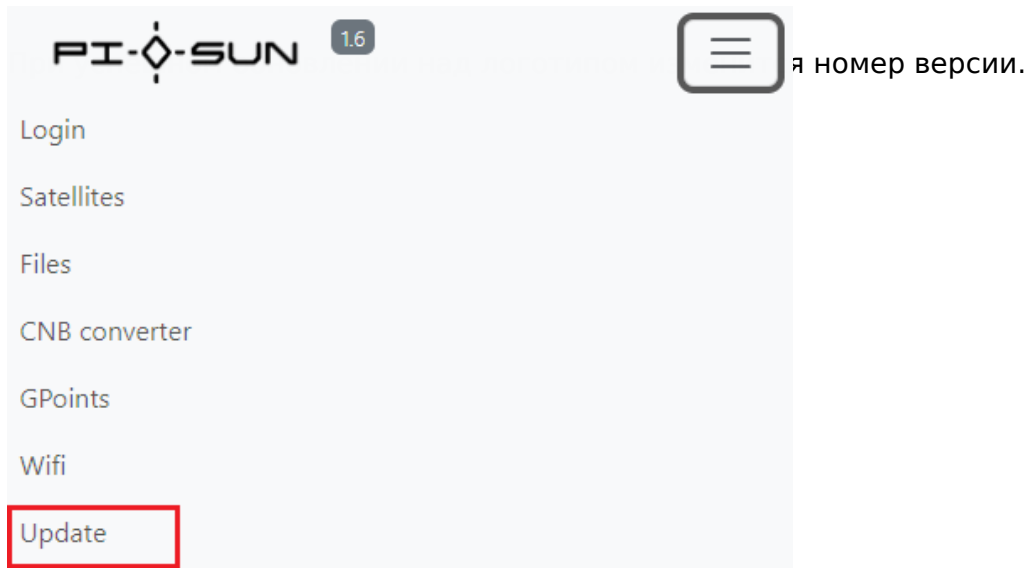 PI-SUN 1.6
я номер версии.
Login
Satellites
Files
CNB converter
GPoints
Wifi
Update